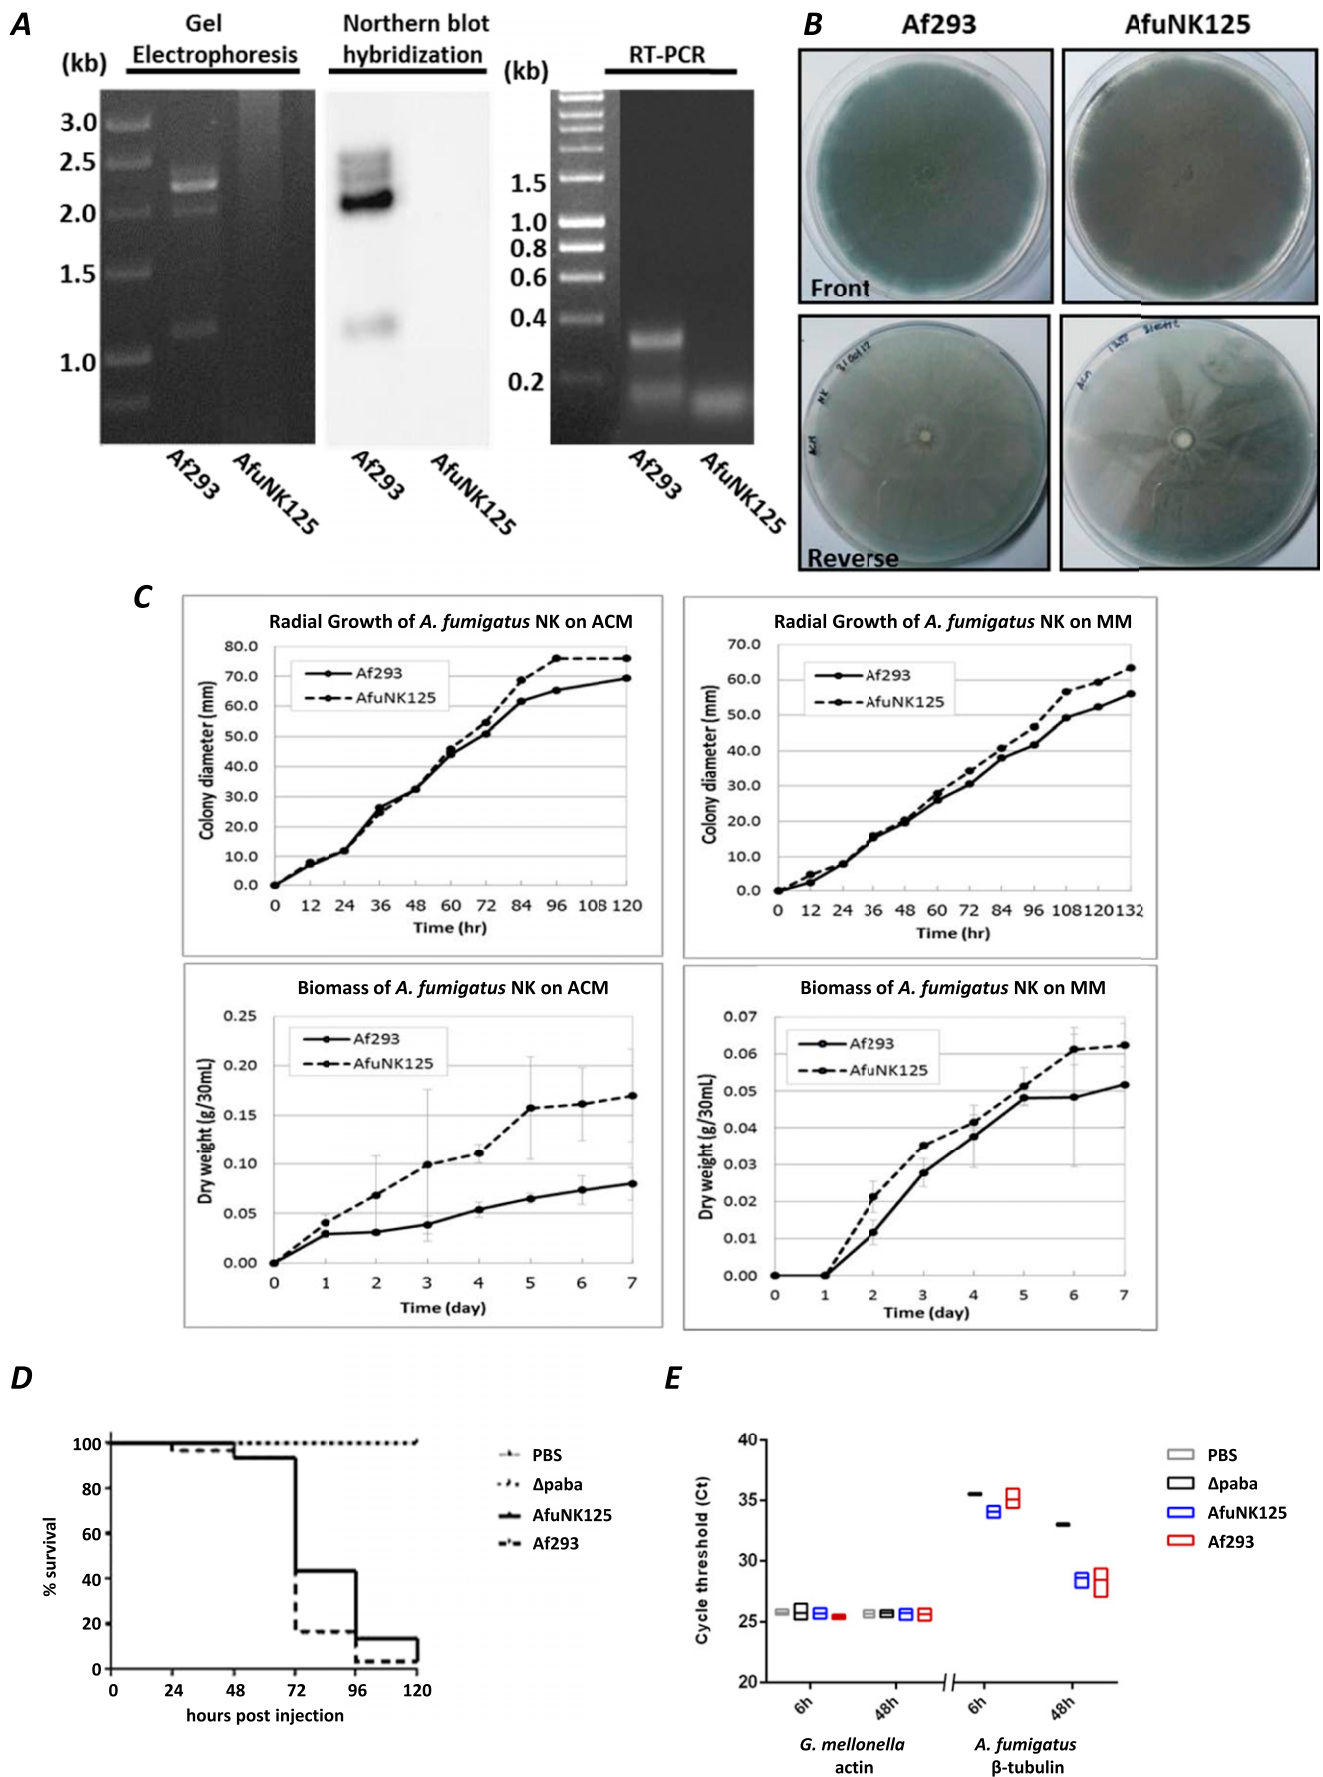 A
Gel
Electrophoresis
Northern blot
hybridization
(kb)
(kb)
RT-PCR
3.0
2.5
2.0
1.5
1.0
1.5
1.0
0.8
0.6
0.4
0.2
Af293
AfuNK125
Af293
AfuNK125
Af293
AfuNK125
B
Af293
AfuNK125
Front
Reverse
NK
31 Oct 17
ACM
ACM
C
Radial Growth of A. fumigatus NK on ACM
Colony diameter (mm)
80.0
70.0
60.0
50.0
40.0
30.0
20.0
10.0
0.0
Af293
AfuNK125
0 12 24 36 48 60 72 84 96 108 120
Time (hr)
Radial Growth of A. fumigatus NK on MM
Colony diameter (mm)
70.0
60.0
50.0
40.0
30.0
20.0
10.0
0.0
Af293
AfuNK125
0 12 24 36 48 60 72 84 96 108 120 132
Time (hr)
Biomass of A. fumigatus NK on ACM
Dry weight (g/30mL)
0.25
0.20
0.15
0.10
0.05
0.00
Af293
AfuNK125
0 1 2 3 4 5 6 7
Time (day)
Biomass of A. fumigatus NK on MM
Dry weight (g/30mL)
0.07
0.06
0.05
0.04
0.03
0.02
0.01
0.00
Af293
AfuNK125
0 1 2 3 4 5 6 7
Time (day)
D
% survival
100
80
60
40
20
0
0 24 48 72 96 120
hours post injection
PBS
Δpaba
AfuNK125
Af293
E
Cycle threshold (Ct)
40
35
30
25
20
6h
48h
6h
48h
G. mellonella
actin
A. fumigatus
β-tubulin
PBS
Δpaba
AfuNK125
Af293